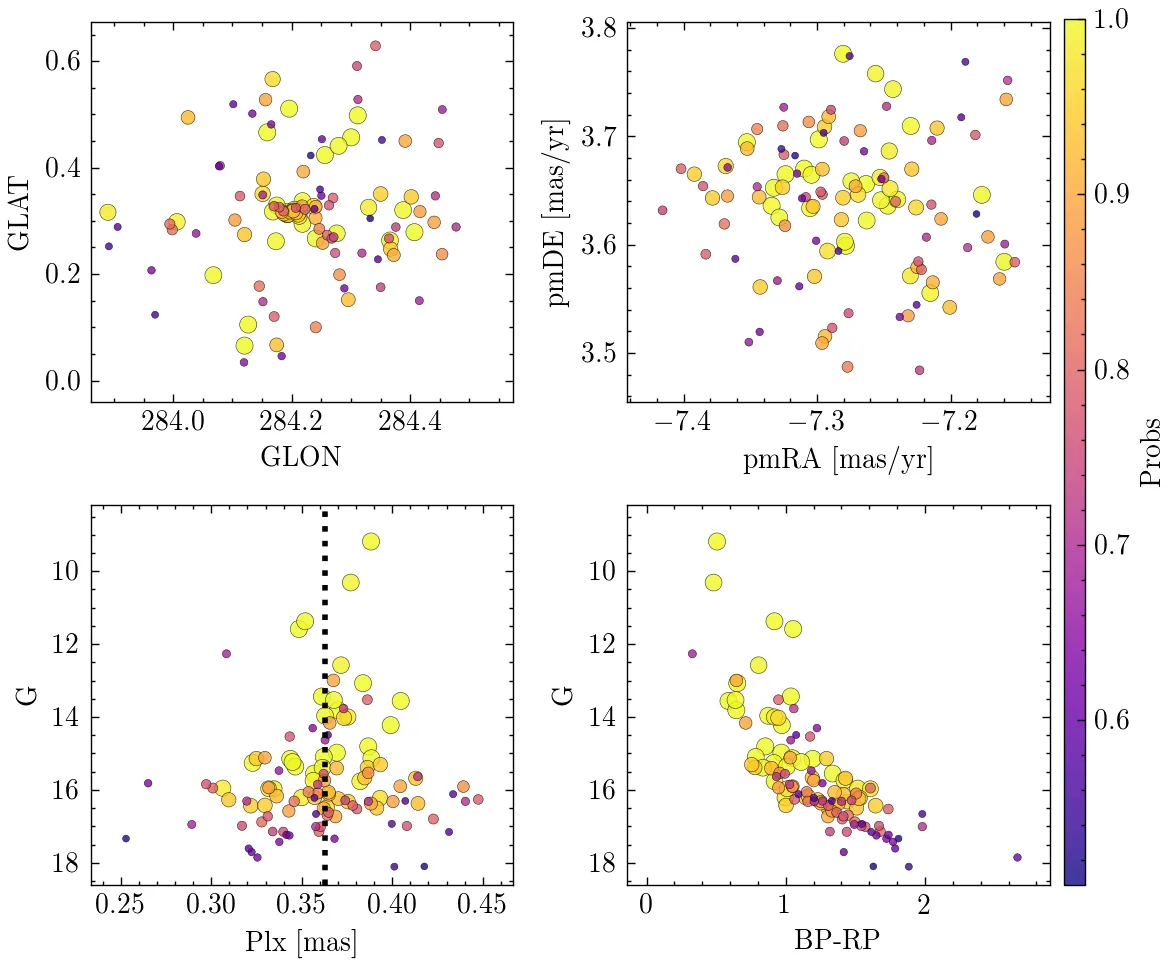 0.6
0.4
0.2
0.0
GLAT
284.0 284.2 284.4
GLON
3.8
3.7
3.6
3.5
pmDE [mas/yr]
−7.4 −7.3 −7.2
pmRA [mas/yr]
10
12
14
16
18
G
0.25 0.30 0.35 0.40 0.45
Plx [mas]
10
12
14
16
18
G
0 1 2
BP-RP
1.0
0.9
0.8
0.7
0.6
Probs